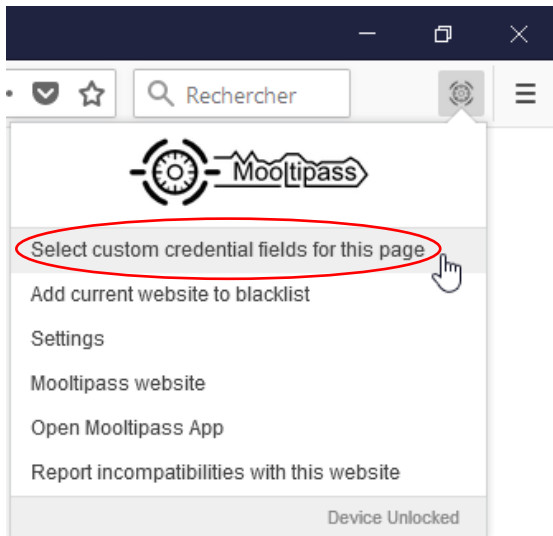 Rechercher
Mooltipass
Select custom credential fields for this page
Add current website to blacklist
Settings
Mooltipass website
Open Mooltipass App
Report incompatibilities with this website
Device Unlocked